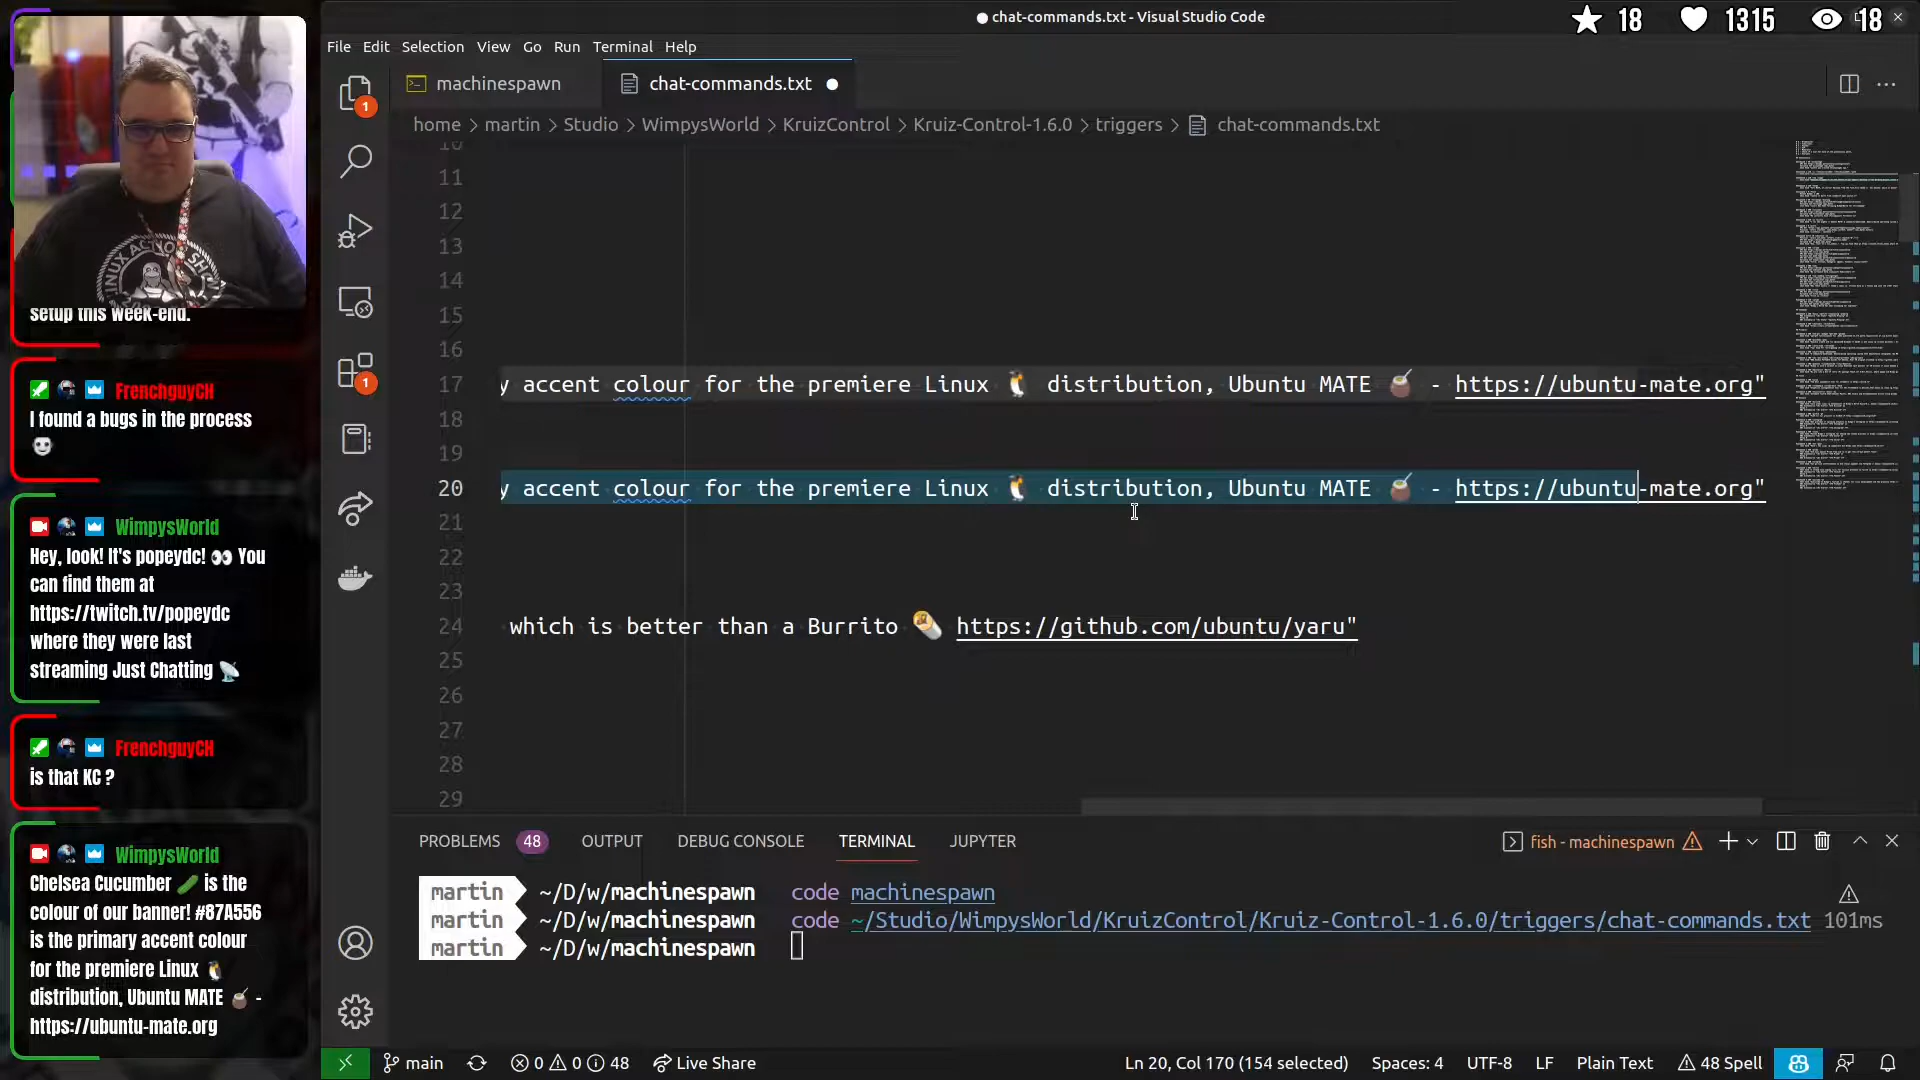 chat-commands.txt - Visual Studio Code
18 1315 18
File Edit Selection View Go Run Terminal Help
machinespawn chat-commands.txt
home > martin > Studio > WimpysWorld > KruizControl > Kruiz-Control-1.6.0 > triggers > chat-commands.txt
1
1
LINUX ACTION SHOW
setup this week-end.
FrenchguyCH
I found a bugs in the process
WimpysWorld
Hey, look! It's popeydc! 👀 You
can find them at
https://twitch.tv/popeydc
where they were last
streaming Just Chatting 📡
FrenchguyCH
is that KC ?
WimpysWorld
Chelsea Cucumber 🥒 is the
colour of our banner! #87A556
is the primary accent colour
for the premiere Linux 🐧
distribution, Ubuntu MATE 🧉 -
https://ubuntu-mate.org
10
11
12
13
14
15
16
17 y accent colour for the premiere Linux 🐧 distribution, Ubuntu MATE 🧉 - https://ubuntu-mate.org"
18
19
20 y accent colour for the premiere Linux 🐧 distribution, Ubuntu MATE 🧉 - https://ubuntu-mate.org"
21
22
23
24 which is better than a Burrito 🌯 https://github.com/ubuntu/yaru"
25
26
27
28
29
PROBLEMS 48 OUTPUT DEBUG CONSOLE TERMINAL JUPYTER
fish - machinespawn
martin ~/D/w/machinespawn code machinespawn
martin ~/D/w/machinespawn code ~/Studio/WimpysWorld/KruizControl/Kruiz-Control-1.6.0/triggers/chat-commands.txt 101ms
martin ~/D/w/machinespawn
main 0 0 48 Live Share
Ln 20, Col 170 (154 selected) Spaces: 4 UTF-8 LF Plain Text 48 Spell